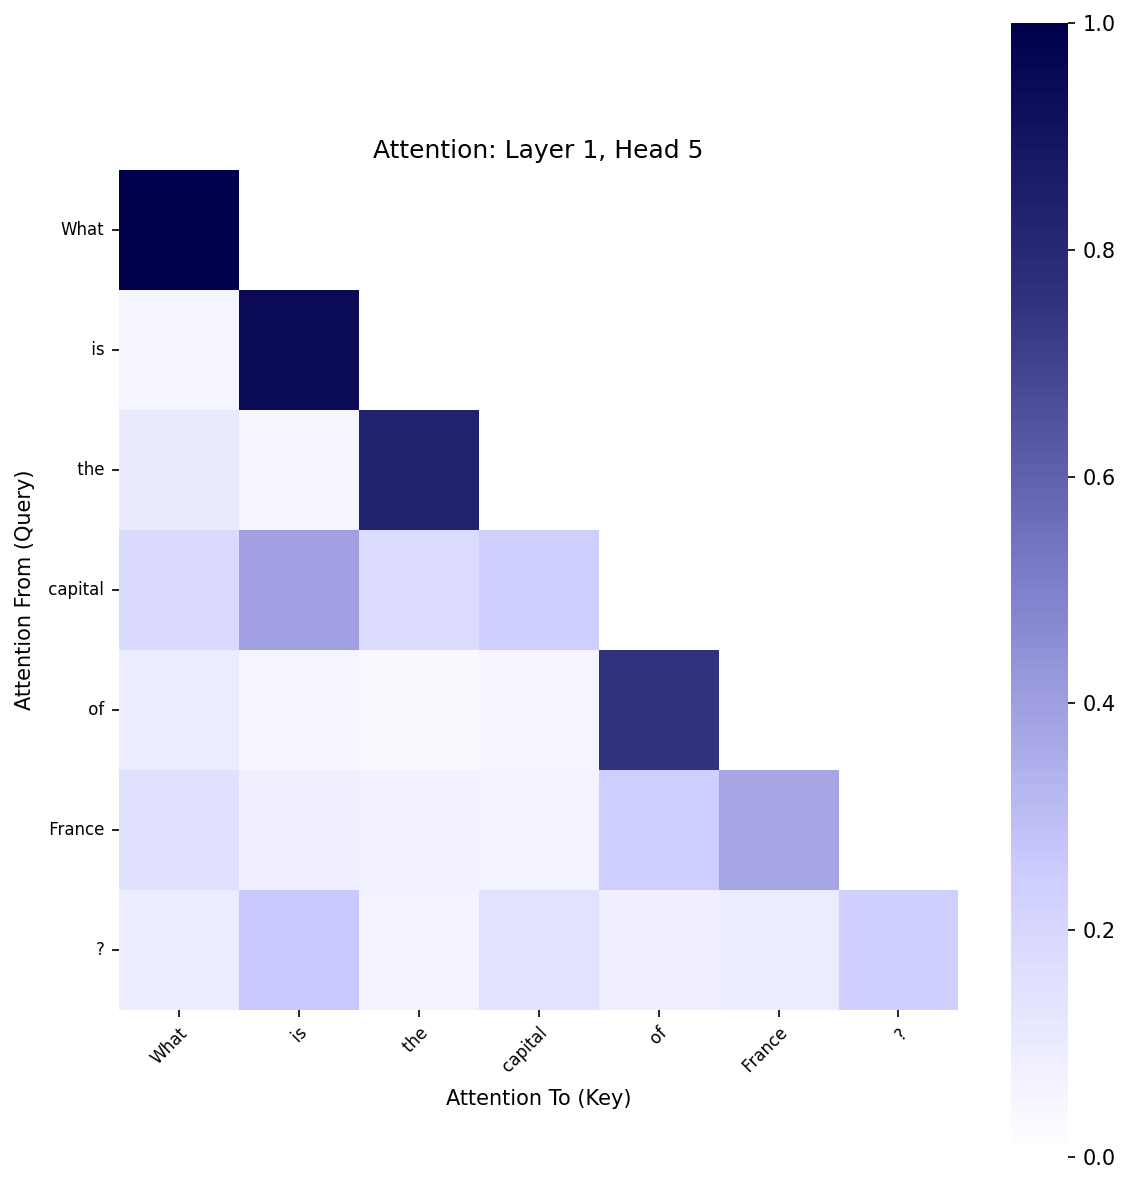 Attention: Layer 1, Head 5
What
is
the
capital
of
France
?
Attention From (Query)
What
is
the
capital
of
France
?
Attention To (Key)
1.0
0.8
0.6
0.4
0.2
0.0